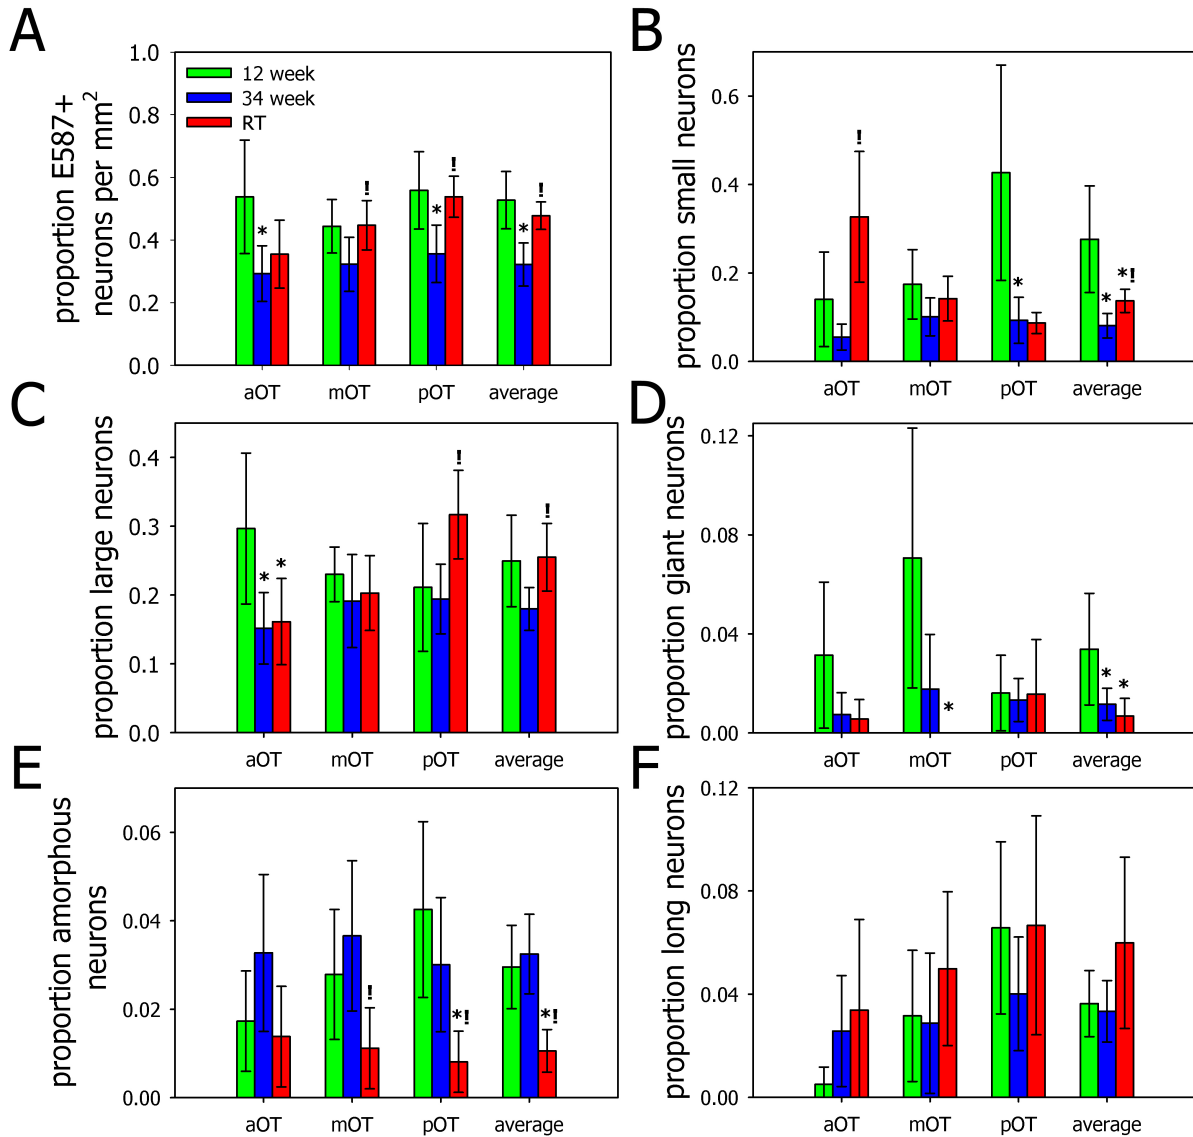 A
proportion E587+
neurons per mm2
1.0
0.8
0.6
0.4
0.2
0.0
12 week
34 week
RT
*
!
*
!
*
!
aOT mOT pOT average
B
proportion small neurons
0.6
0.4
0.2
0.0
!
*
*
*!
aOT mOT pOT average
C
proportion large neurons
0.4
0.3
0.2
0.1
0.0
*
*
!
!
aOT mOT pOT average
D
proportion giant neurons
0.12
0.08
0.04
0.00
*
*
*
aOT mOT pOT average
E
proportion amorphous
neurons
0.06
0.04
0.02
0.00
!
*!
*!
aOT mOT pOT average
F
proportion long neurons
0.12
0.08
0.04
0.00
aOT mOT pOT average